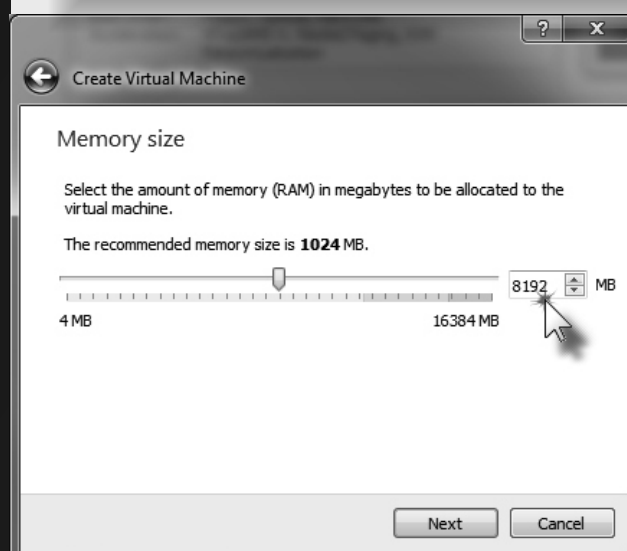 ? X
Create Virtual Machine
Memory size
Select the amount of memory (RAM) in megabytes to be allocated to the
virtual machine.
The recommended memory size is 1024 MB.
8192 MB
4 MB 16384 MB
Next Cancel